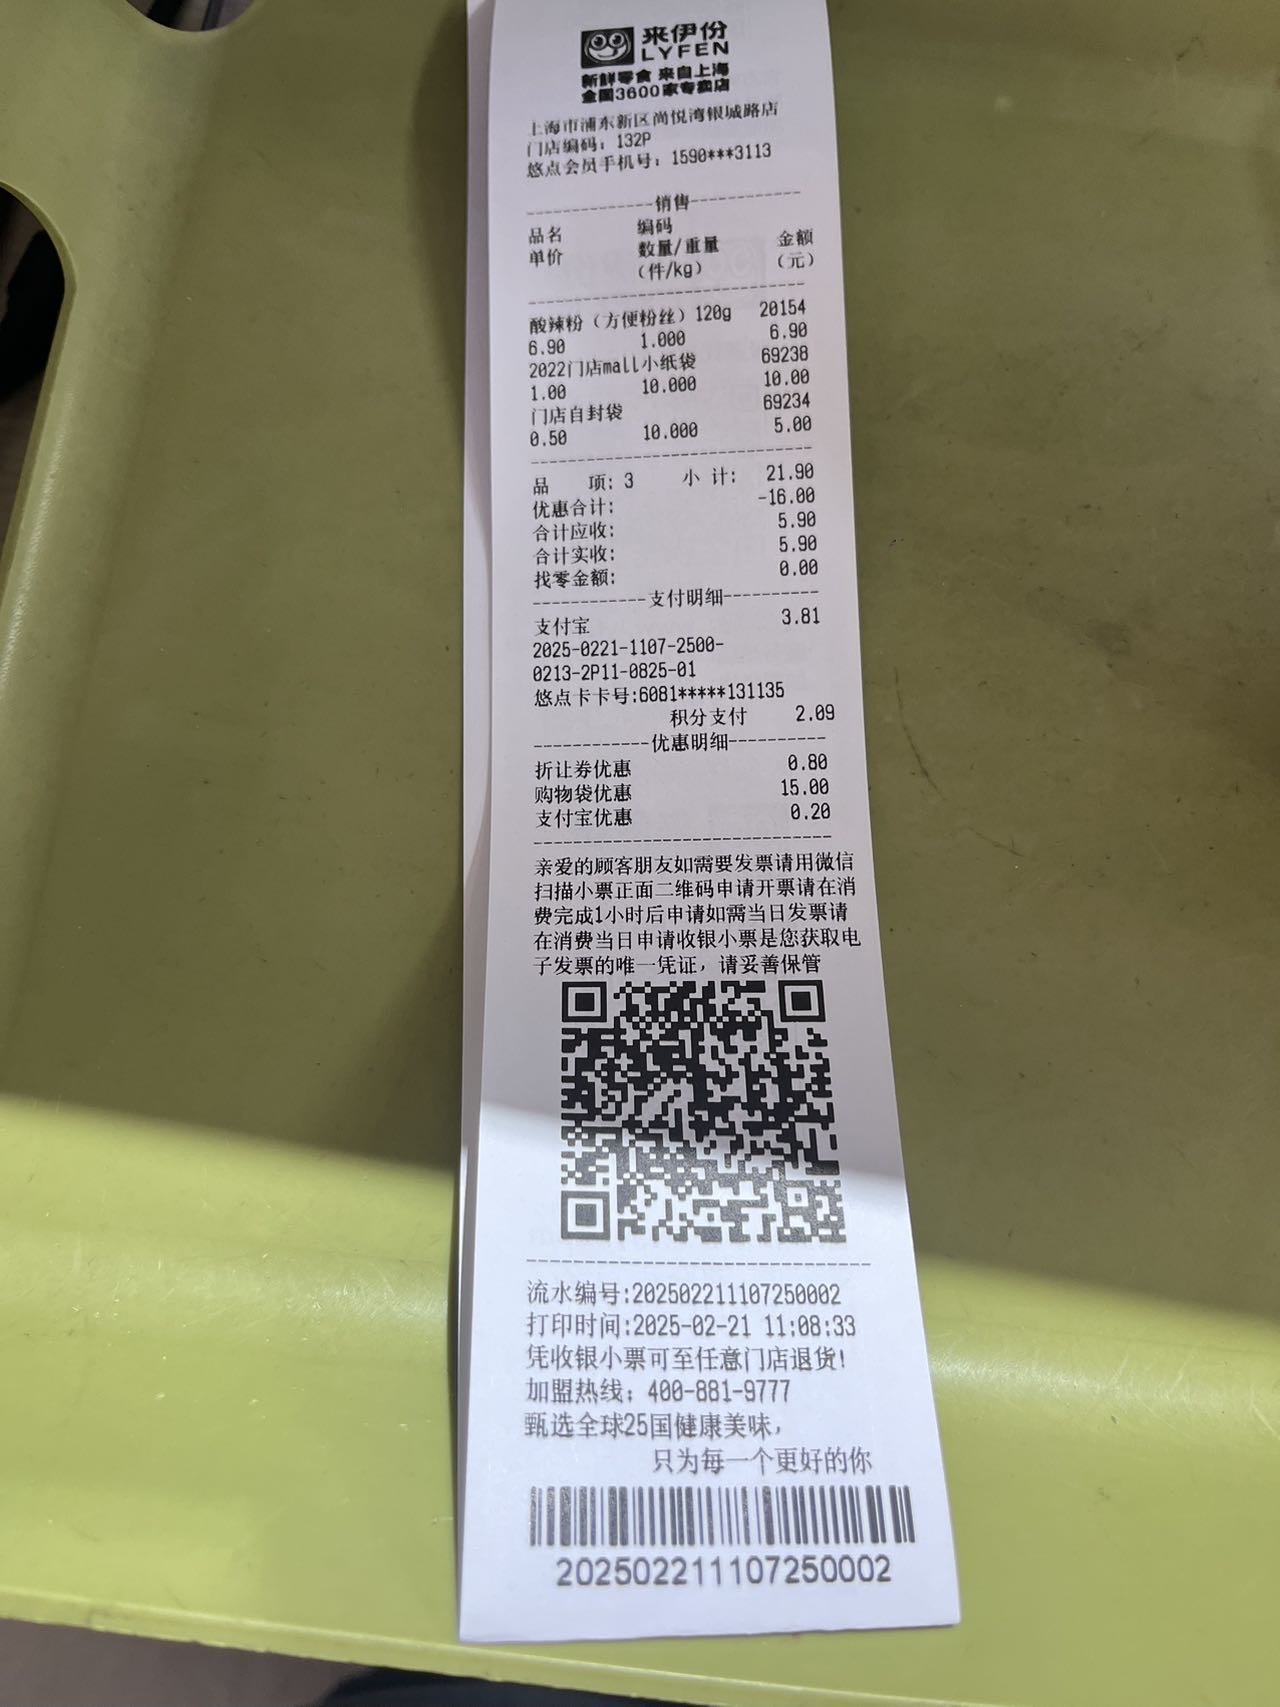 来伊份
LYFEN
新鲜零食 来自上海
全国3600家专卖店
上海市浦东新区尚悦湾银城路店
门店编码：132P
悠点会员手机号：1590***3113
-------------销售-----------
品名 编码
单价 数量/重量 金额
（件/kg） （元）
酸辣粉（方便粉丝）120g 20154
6.90 1.000 6.90
2022门店mall小纸袋 69238
1.00 10.000 10.00
门店自封袋 69234
0.50 10.000 5.00
品 项：3 小 计： 21.90
优惠合计： -16.00
合计应收： 5.90
合计实收： 5.90
找零金额： 0.00
------------支付明细----------
支付宝 3.81
2025-0221-1107-2500-
0213-2P11-0825-01
悠点卡卡号:6081*****131135
积分支付 2.09
------------优惠明细----------
折让券优惠 0.80
购物袋优惠 15.00
支付宝优惠 0.20
亲爱的顾客朋友如需要发票请用微信
扫描小票正面二维码申请开票请在消
费完成1小时后申请如需当日发票请
在消费当日申请收银小票是您获取电
子发票的唯一凭证，请妥善保管
流水编号:202502211107250002
打印时间:2025-02-21 11:08:33
凭收银小票可至任意门店退货！
加盟热线：400-881-9777
甄选全球25国健康美味，
只为每一个更好的你
202502211107250002